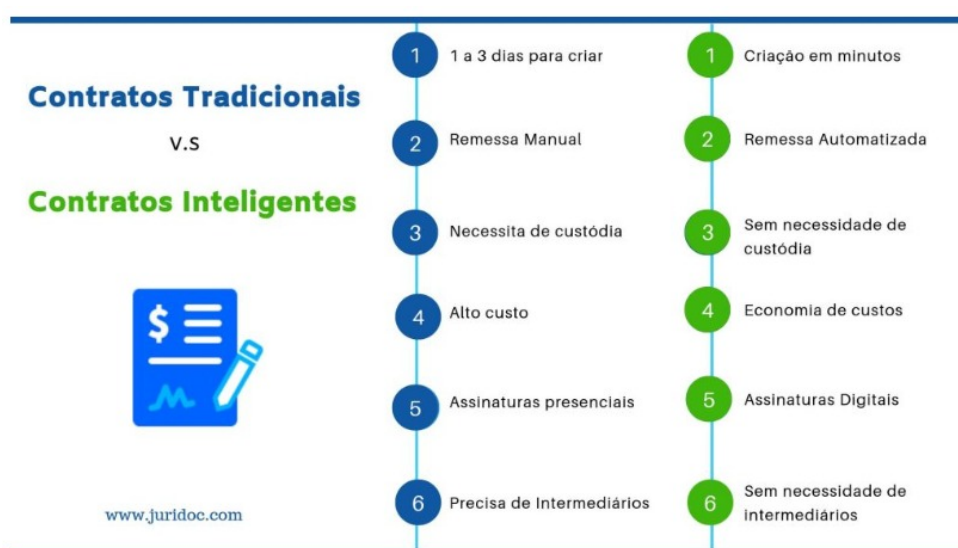 Contratos Tradicionais
V.S
Contratos Inteligentes
$
www.juridoc.com
1 1 a 3 dias para criar
2 Remessa Manual
3 Necessita de custódia
4 Alto custo
5 Assinaturas presenciais
6 Precisa de Intermediários
1 Criação em minutos
2 Remessa Automatizada
3 Sem necessidade de
custódia
4 Economia de custos
5 Assinaturas Digitais
6 Sem necessidade de
intermediários